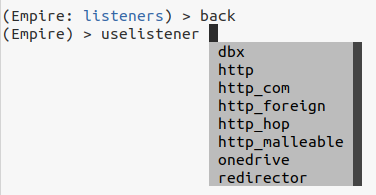 (Empire: listeners) > back
(Empire) > uselistener
dbx
http
http_com
http_foreign
http_hop
http_malleable
onedrive
redirector